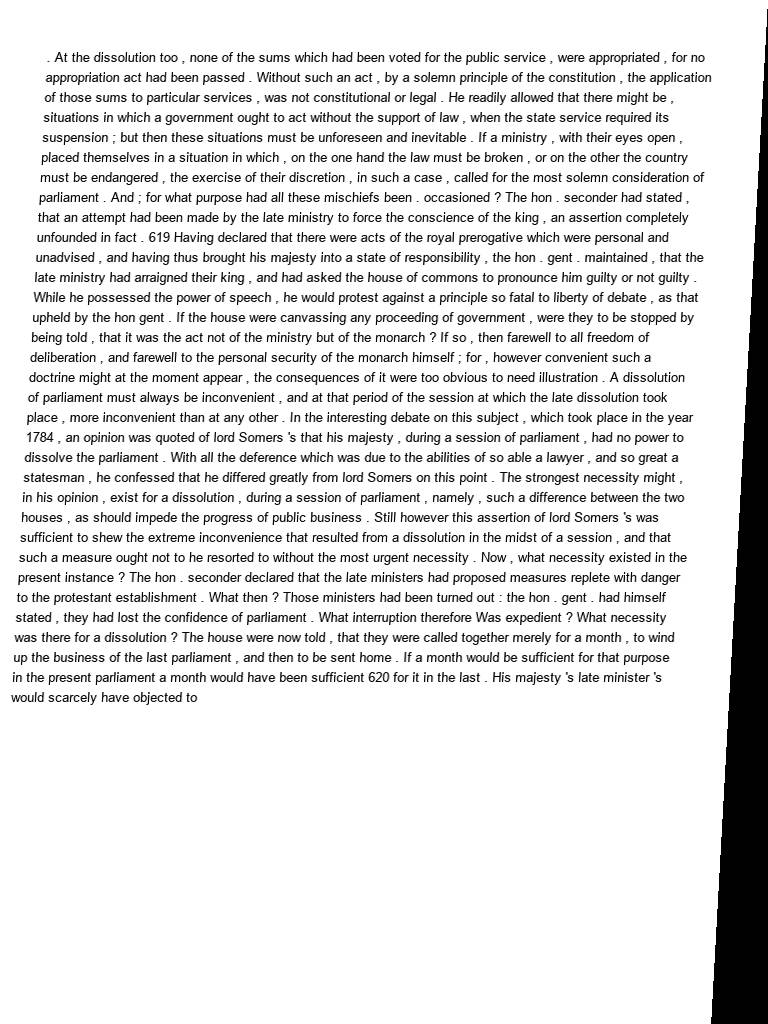 . At the dissolution too , none of the sums which had been voted for the public service , were appropriated , for no
appropriation act had been passed . Without such an act , by a solemn principle of the constitution , the application
of those sums to particular services , was not constitutional or legal . He readily allowed that there might be ,
situations in which a government ought to act without the support of law , when the state service required its
suspension ; but then these situations must be unforeseen and inevitable . If a ministry , with their eyes open ,
placed themselves in a situation in which , on the one hand the law must be broken , or on the other the country
must be endangered , the exercise of their discretion , in such a case , called for the most solemn consideration of
parliament . And ; for what purpose had all these mischiefs been . occasioned ? The hon . seconder had stated ,
that an attempt had been made by the late ministry to force the conscience of the king , an assertion completely
unfounded in fact . 619 Having declared that there were acts of the royal prerogative which were personal and
unadvised , and having thus brought his majesty into a state of responsibility , the hon . gent . maintained , that the
late ministry had arraigned their king , and had asked the house of commons to pronounce him guilty or not guilty .
While he possessed the power of speech , he would protest against a principle so fatal to liberty of debate , as that
upheld by the hon gent . If the house were canvassing any proceeding of government , were they to be stopped by
being told , that it was the act not of the ministry but of the monarch ? If so , then farewell to all freedom of
deliberation , and farewell to the personal security of the monarch himself ; for , however convenient such a
doctrine might at the moment appear , the consequences of it were too obvious to need illustration . A dissolution
of parliament must always be inconvenient , and at that period of the session at which the late dissolution took
place , more inconvenient than at any other . In the interesting debate on this subject , which took place in the year
1784 , an opinion was quoted of lord Somers 's that his majesty , during a session of parliament , had no power to
dissolve the parliament . With all the deference which was due to the abilities of so able a lawyer , and so great a
statesman , he confessed that he differed greatly from lord Somers on this point . The strongest necessity might ,
in his opinion , exist for a dissolution , during a session of parliament , namely , such a difference between the two
houses , as should impede the progress of public business . Still however this assertion of lord Somers 's was
sufficient to shew the extreme inconvenience that resulted from a dissolution in the midst of a session , and that
such a measure ought not to he resorted to without the most urgent necessity . Now , what necessity existed in the
present instance ? The hon . seconder declared that the late ministers had proposed measures replete with danger
to the protestant establishment . What then ? Those ministers had been turned out : the hon . gent . had himself
stated , they had lost the confidence of parliament . What interruption therefore Was expedient ? What necessity
was there for a dissolution ? The house were now told , that they were called together merely for a month , to wind
up the business of the last parliament , and then to be sent home . If a month would be sufficient for that purpose
in the present parliament a month would have been sufficient 620 for it in the last . His majesty 's late minister 's
would scarcely have objected to